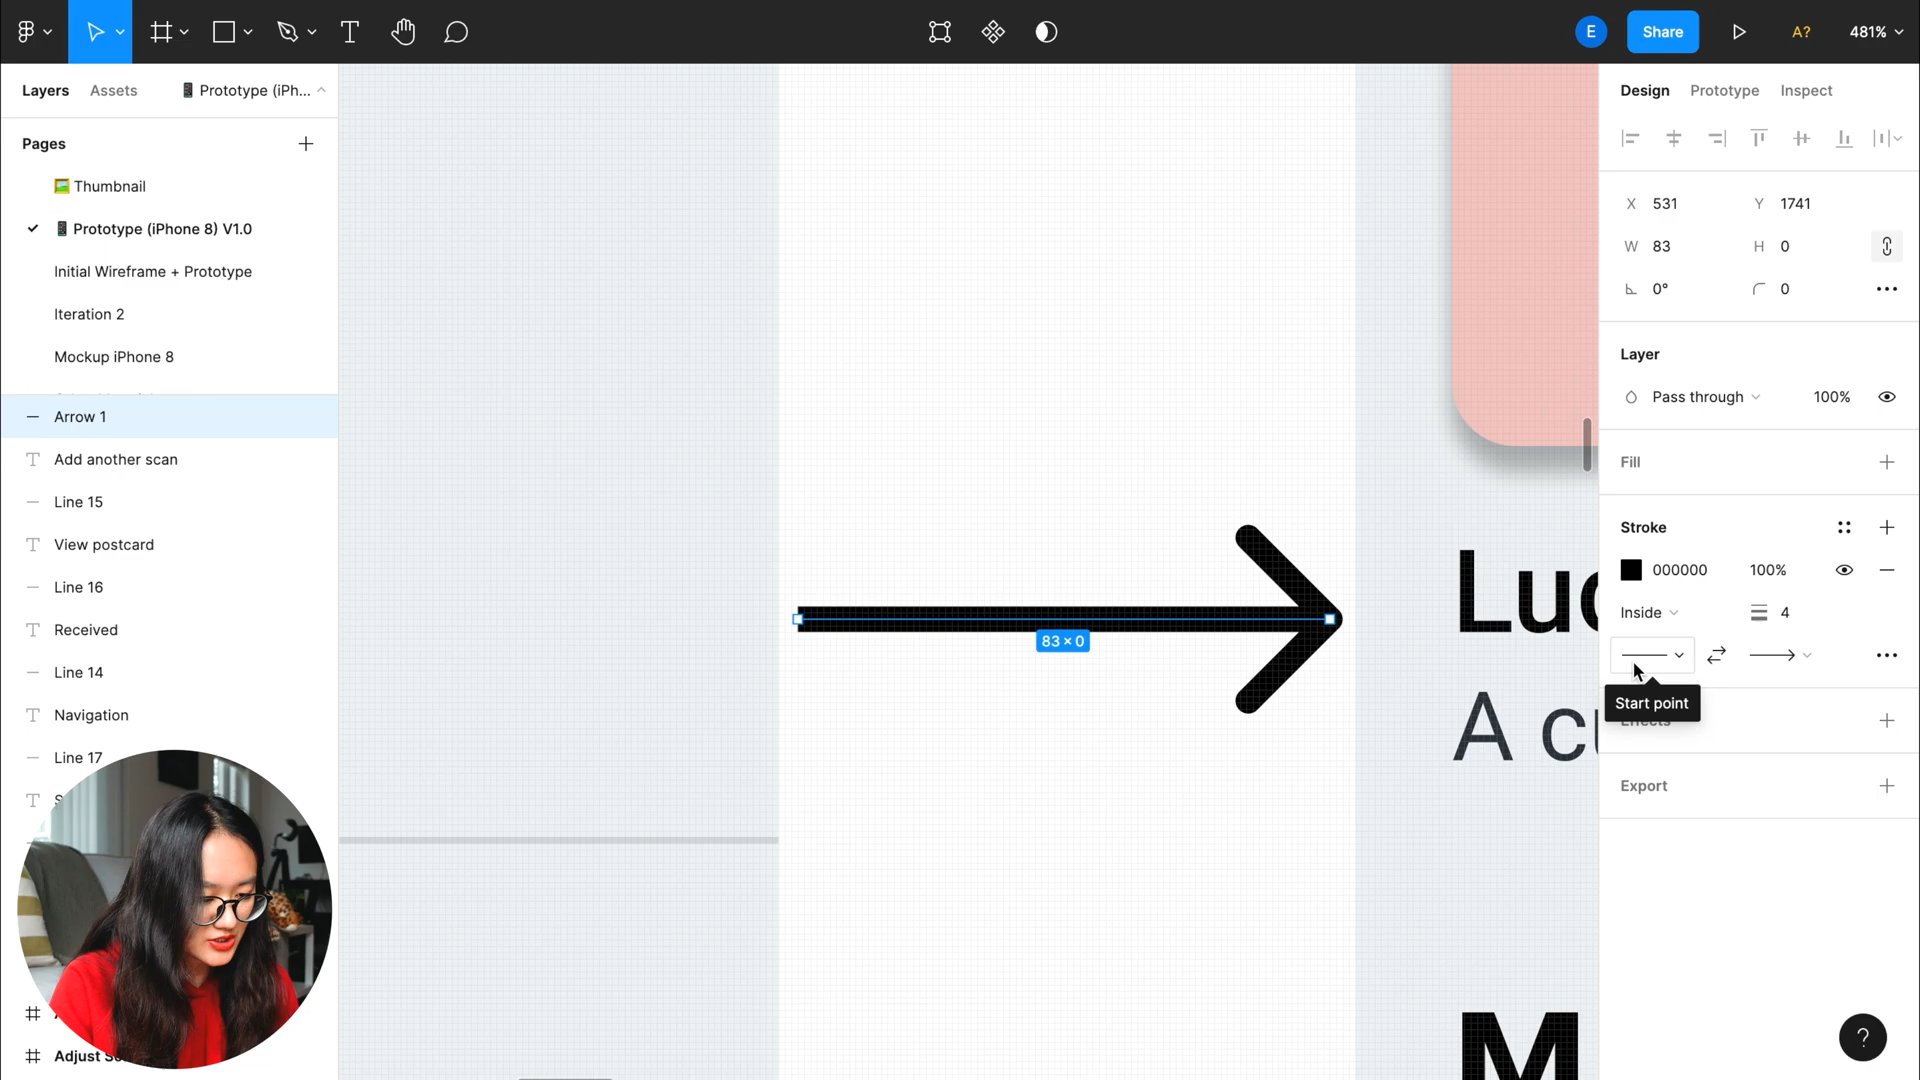 E
Share
A?
481%
Layers
Assets
Prototype (iPh...
Pages
Thumbnail
Prototype (iPhone 8) V1.0
Initial Wireframe + Prototype
Iteration 2
Mockup iPhone 8
Arrow 1
Add another scan
Line 15
View postcard
Line 16
Received
Line 14
Navigation
Line 17
Adjust
83 × 0
A
M
Design
Prototype
Inspect
X 531
Y 1741
W 83
H 0
0°
0
Layer
Pass through
100%
Fill
Stroke
000000
100%
Inside
4
Start point
Effects
Export
?